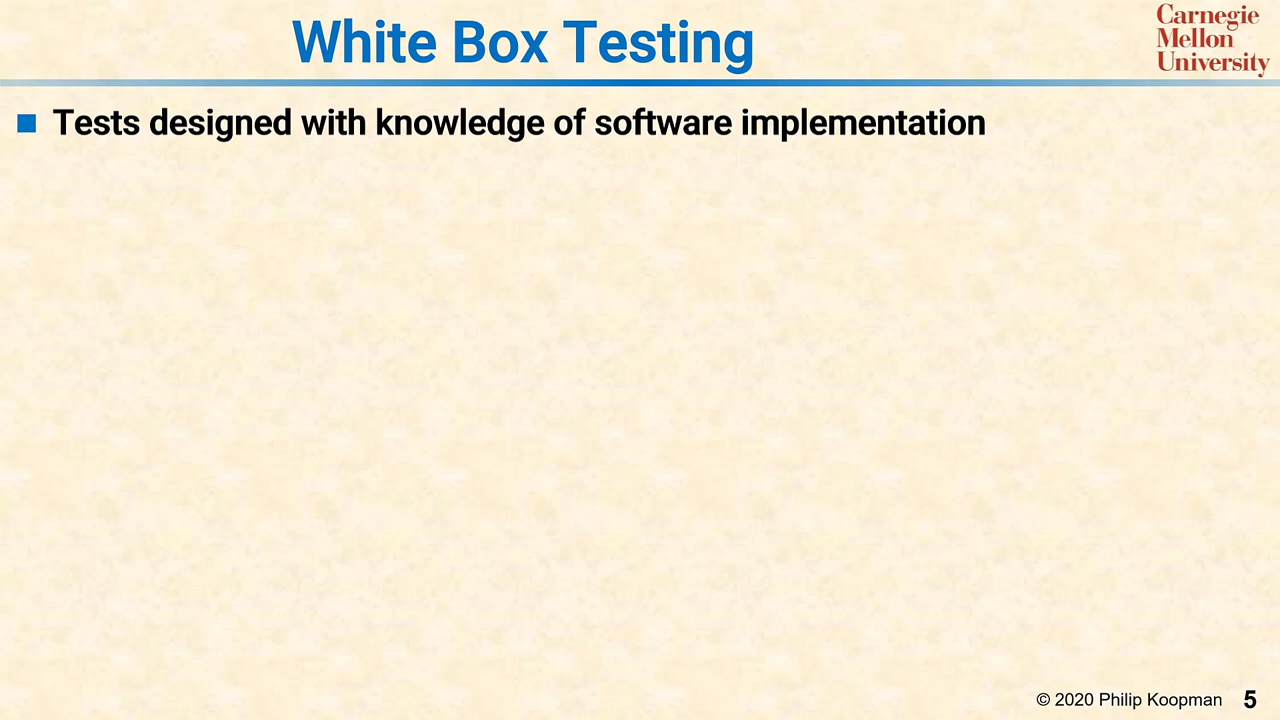 White Box Testing
Carnegie
Mellon
University
Tests designed with knowledge of software implementation
© 2020 Philip Koopman 5